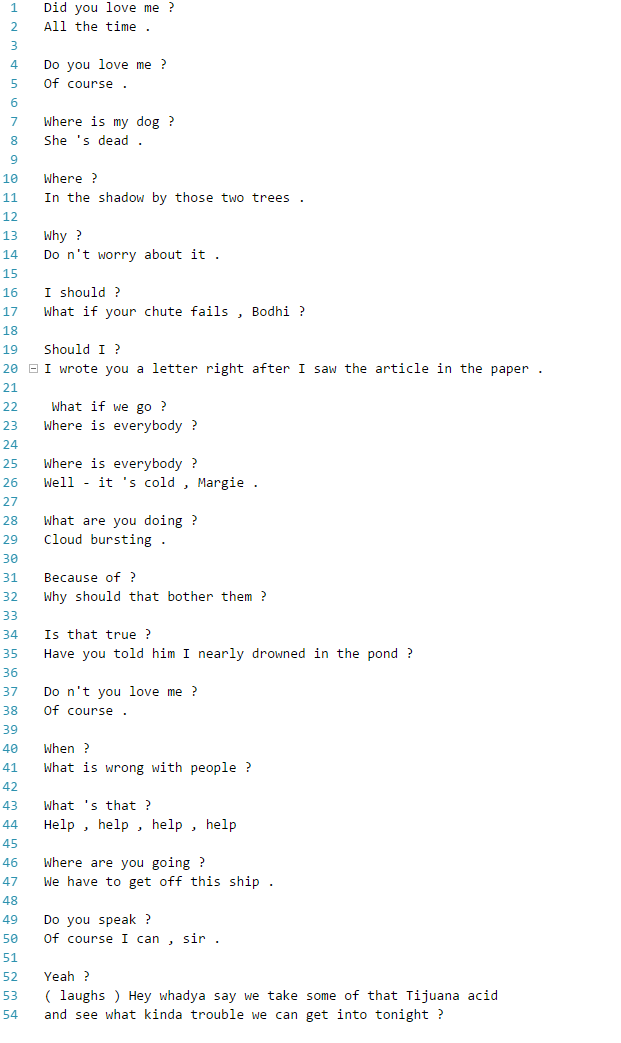 1 Did you love me ?
2 All the time .
3
4 Do you love me ?
5 Of course .
6
7 Where is my dog ?
8 She 's dead .
9
10 Where ?
11 In the shadow by those two trees .
12
13 Why ?
14 Do n't worry about it .
15
16 I should ?
17 What if your chute fails , Bodhi ?
18
19 Should I ?
20 I wrote you a letter right after I saw the article in the paper .
21
22 What if we go ?
23 Where is everybody ?
24
25 Where is everybody ?
26 Well - it 's cold , Margie .
27
28 What are you doing ?
29 Cloud bursting .
30
31 Because of ?
32 Why should that bother them ?
33
34 Is that true ?
35 Have you told him I nearly drowned in the pond ?
36
37 Do n't you love me ?
38 Of course .
39
40 When ?
41 What is wrong with people ?
42
43 What 's that ?
44 Help , help , help , help
45
46 Where are you going ?
47 We have to get off this ship .
48
49 Do you speak ?
50 Of course I can , sir .
51
52 Yeah ?
53 ( laughs ) Hey whadya say we take some of that Tijuana acid
54 and see what kinda trouble we can get into tonight ?